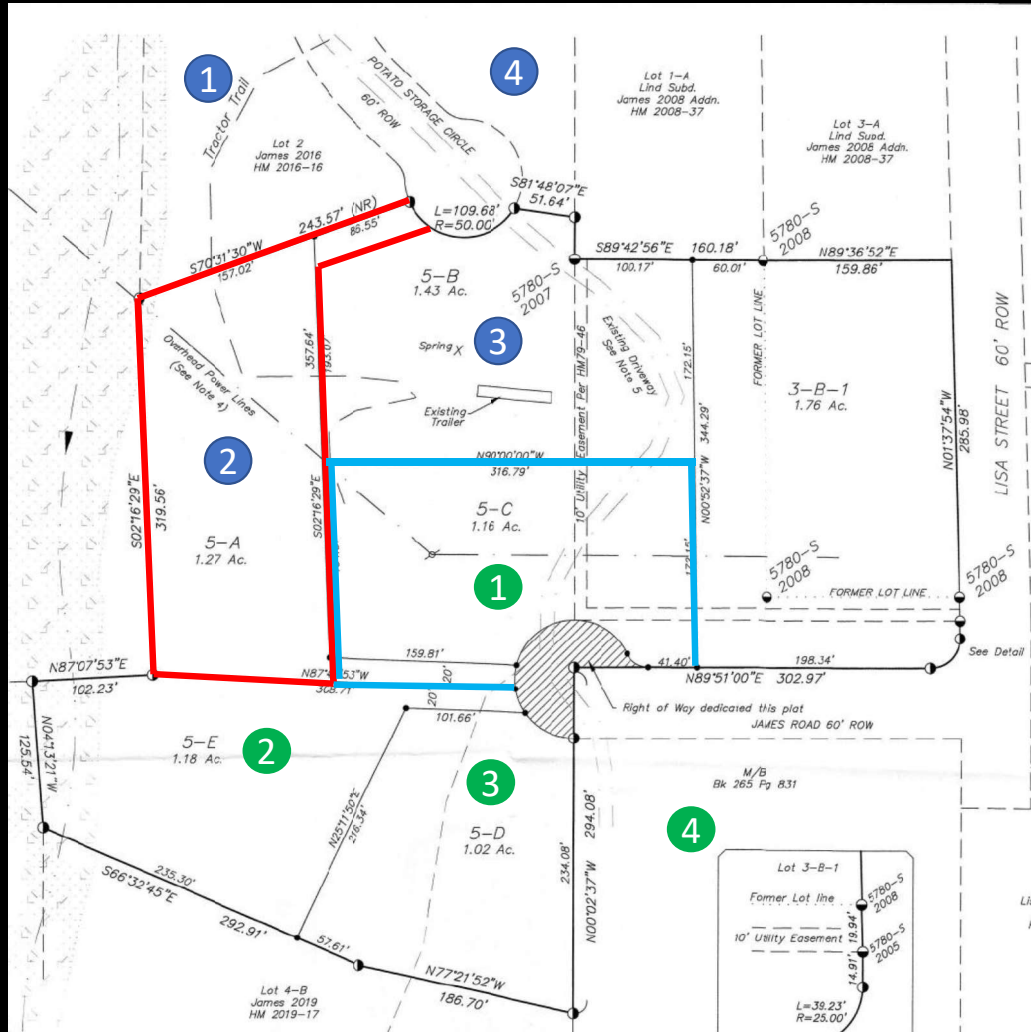 1
4
Tractor Trail
POTATO STORAGE CIRCLE
60' ROW
Lot 1-A
Lind Subd.
James 2008 Addn.
HM 2008-37
Lot 3-A
Lind Supd.
James 2008 Addn.
HM 2008-37
Lot 2
James 2016
HM 2016-16
S81°48'07"E
51.64'
243.57' (NR)
86.55'
L=109.68'
R=50.00'
S70°31'30"W
157.02'
S89°42'56"E 160.18'
100.17'
60.01'
5780-S
2008
N89°36'52"E
159.86'
5-B
1.43 Ac.
5780-S
2007
LISA STREET 60' ROW
Overhead Power Lines
(See Note 4)
357.64'
193.07'
Spring X
3
Existing Driveway
See Note 5
172.15'
FORMER LOT LINE
3-B-1
1.76 Ac.
N01°37'54"W
285.98'
Existing
Trailer
10' Utility Easement Per HM79-46
344.29'
N00°52'37"W
2
N90°00'00"W
316.79'
S02°16'29"E
319.56'
S02°16'29"E
5-C
1.16 Ac.
5-A
1.27 Ac.
172.15'
5780-S
2008
5780-S
2008
1
FORMER LOT LINE
See Detail
N87°07'53"E
102.23'
159.81'
20'
20'
308.71'
41.40'
198.34'
N89°51'00"E 302.97'
101.66'
Right of Way dedicated this plat
JAMES ROAD 60' ROW
N04°13'21"W
125.54'
5-E
1.18 Ac.
2
3
M/B
Bk 265 Pg 831
N25°11'50"E
216.34'
5-D
1.02 Ac.
294.08'
234.08'
N00°02'37"W
4
S66°32'45"E
235.30'
292.91'
57.61'
N77°21'52"W
186.70'
Lot 4-B
James 2019
HM 2019-17
Lot 3-B-1
Former Lot line
5780-S
2008
19.94'
10' Utility Easement
5780-S
2005
14.91'
L=39.23'
R=25.00'